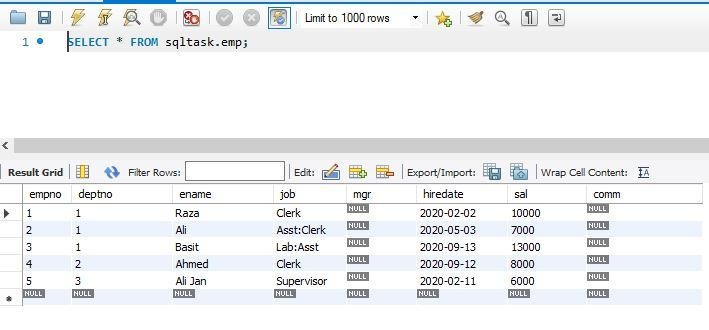 Limit to 1000 rows
1 SELECT * FROM sqltask.emp;
Result Grid Filter Rows: Edit: Export/Import: Wrap Cell Content: IA
empno deptno ename job mgr hiredate sal comm
1 1 Raza Clerk NULL 2020-02-02 10000 NULL
2 1 Ali Asst:Clerk NULL 2020-05-03 7000 NULL
3 1 Basit Lab:Asst NULL 2020-09-13 13000 NULL
4 2 Ahmed Clerk NULL 2020-09-12 8000 NULL
5 3 Ali Jan Supervisor NULL 2020-02-11 6000 NULL
NULL NULL NULL NULL NULL NULL NULL NULL